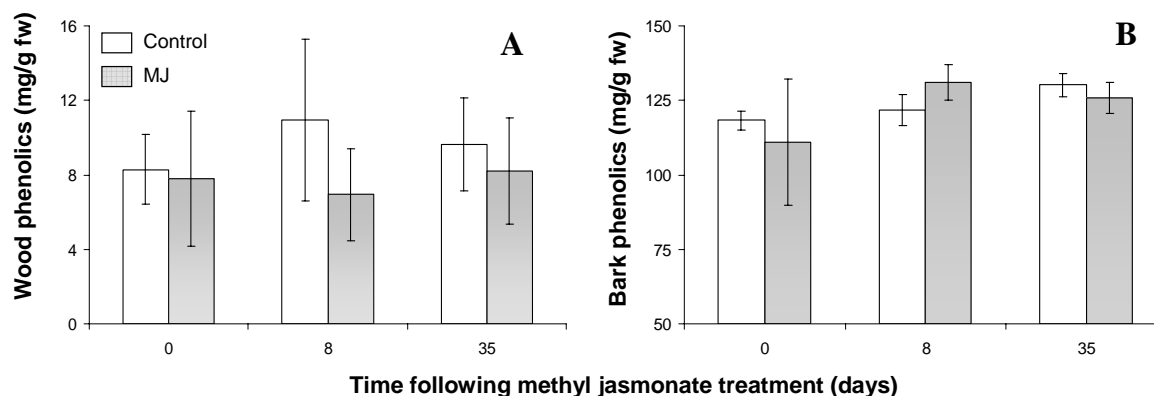 Wood phenolics (mg/g fw)
16
12
8
4
0
Control
MJ
A
0 8 35
Bark phenolics (mg/g fw)
150
125
100
75
50
B
0 8 35
Time following methyl jasmonate treatment (days)